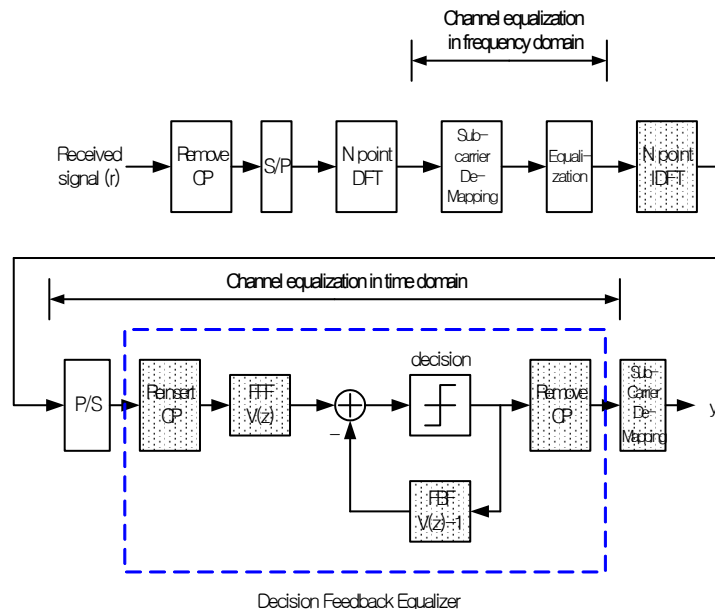 Channel equalization
in frequency domain
Received
signal (r)
Remove
CP
S/P
N point
DFT
Sub-
carrier
De-
Mapping
Equali-
zation
N point
IDFT
Channel equalization in time domain
P/S
Reinsert
CP
FFF
V(z)
decision
Remove
CP
Sub-
Carrier
De-
Mapping
y
–
FBF
V(z)-1
Decision Feedback Equalizer